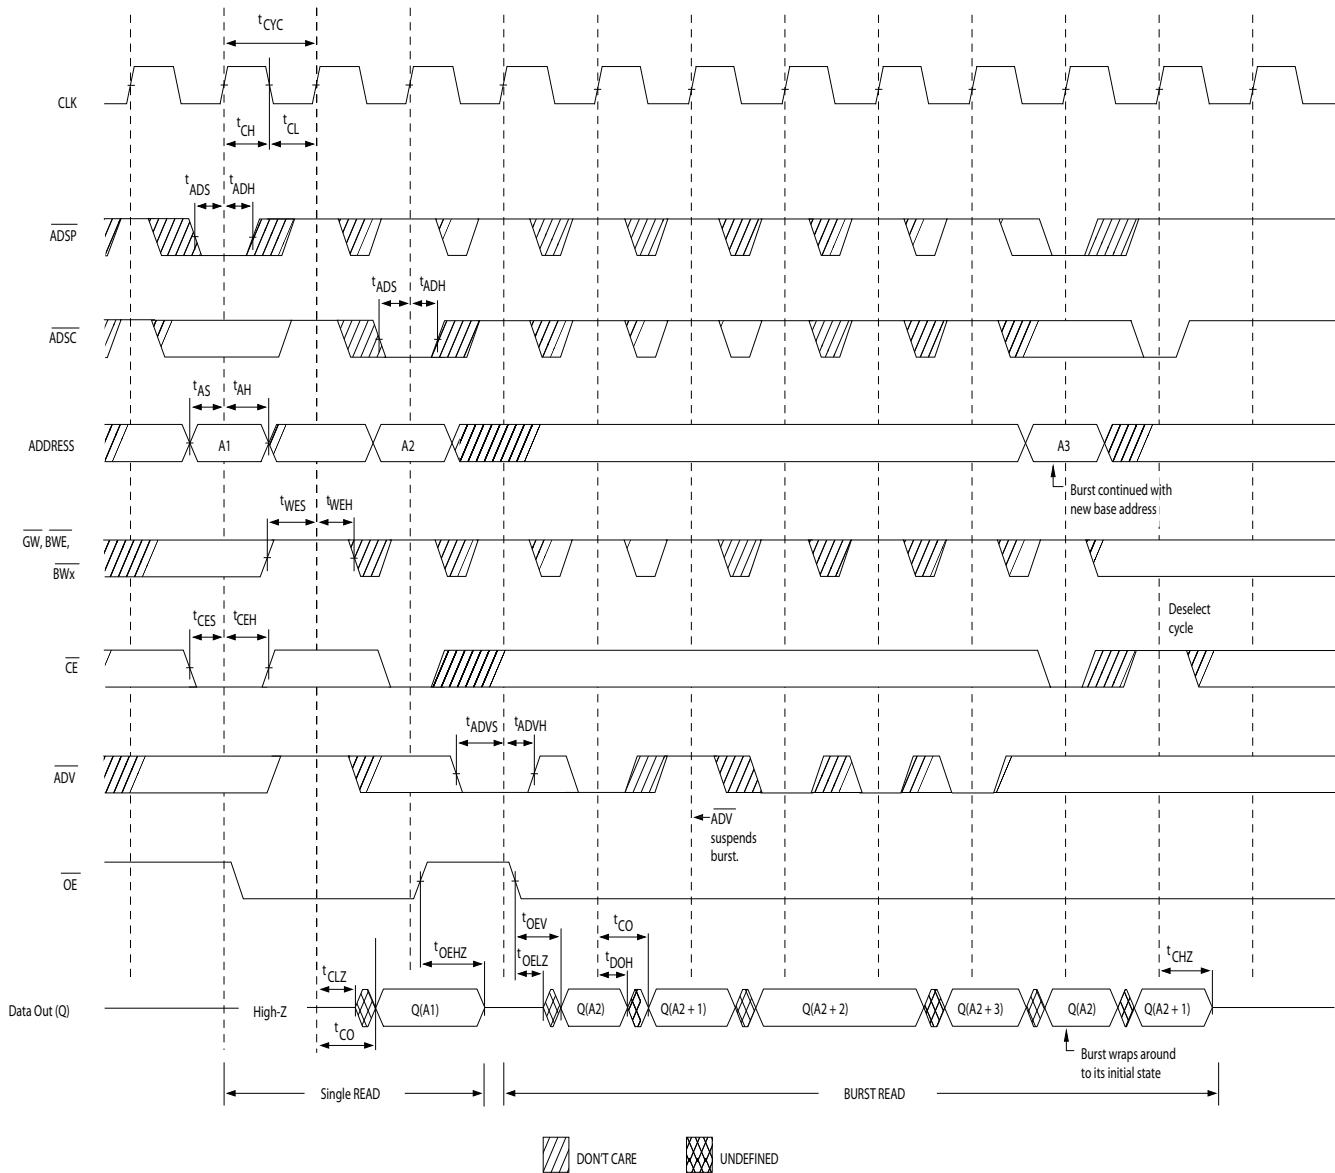 tCYC
CLK
tCH
tCL
tADS
tADH
ADSP
tADS
tADH
ADSC
tAS
tAH
ADDRESS
A1
A2
A3
Burst continued with
new base address
tWES
tWEH
GW, BWE,
BWx
tCES
tCEH
Deselect
cycle
CE
tADVS
tADVH
ADV
ADV
suspends
burst.
OE
tOEV
tCO
tOEHZ
tOELZ
tDOH
tCHZ
tCLZ
Data Out (Q)
High-Z
Q(A1)
Q(A2)
Q(A2 + 1)
Q(A2 + 2)
Q(A2 + 3)
Q(A2)
Q(A2 + 1)
tCO
Burst wraps around
to its initial state
Single READ
BURST READ
DON'T CARE
UNDEFINED